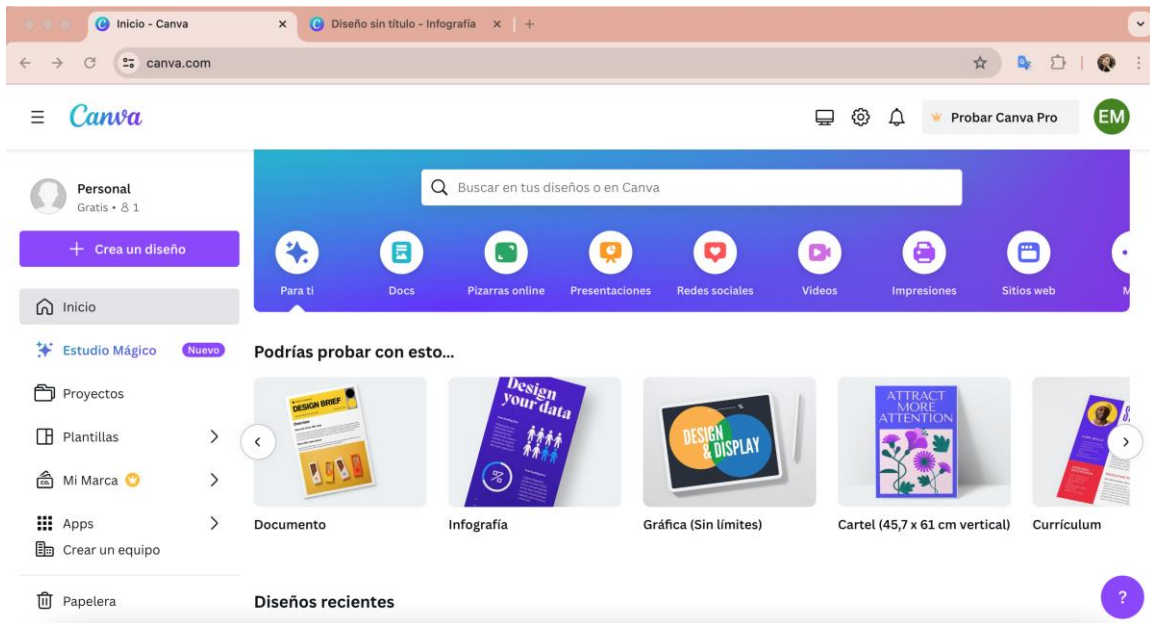 Inicio - Canva
Diseño sin título - Infografía
canva.com
Canva
Probar Canva Pro
EM
Personal
Gratis • 1
Crea un diseño
Inicio
Estudio Mágico Nuevo
Proyectos
Plantillas
Mi Marca
Apps
Crear un equipo
Papelera
Buscar en tus diseños o en Canva
Para ti
Docs
Pizarras online
Presentaciones
Redes sociales
Videos
Impresiones
Sitios web
Podrías probar con esto...
DESIGN BRIEF
Design
your data
%
DESIGN
& DISPLAY
ATTRACT
MORE
ATTENTION
Documento
Infografía
Gráfica (Sin límites)
Cartel (45,7 x 61 cm vertical)
Currículum
Diseños recientes
?